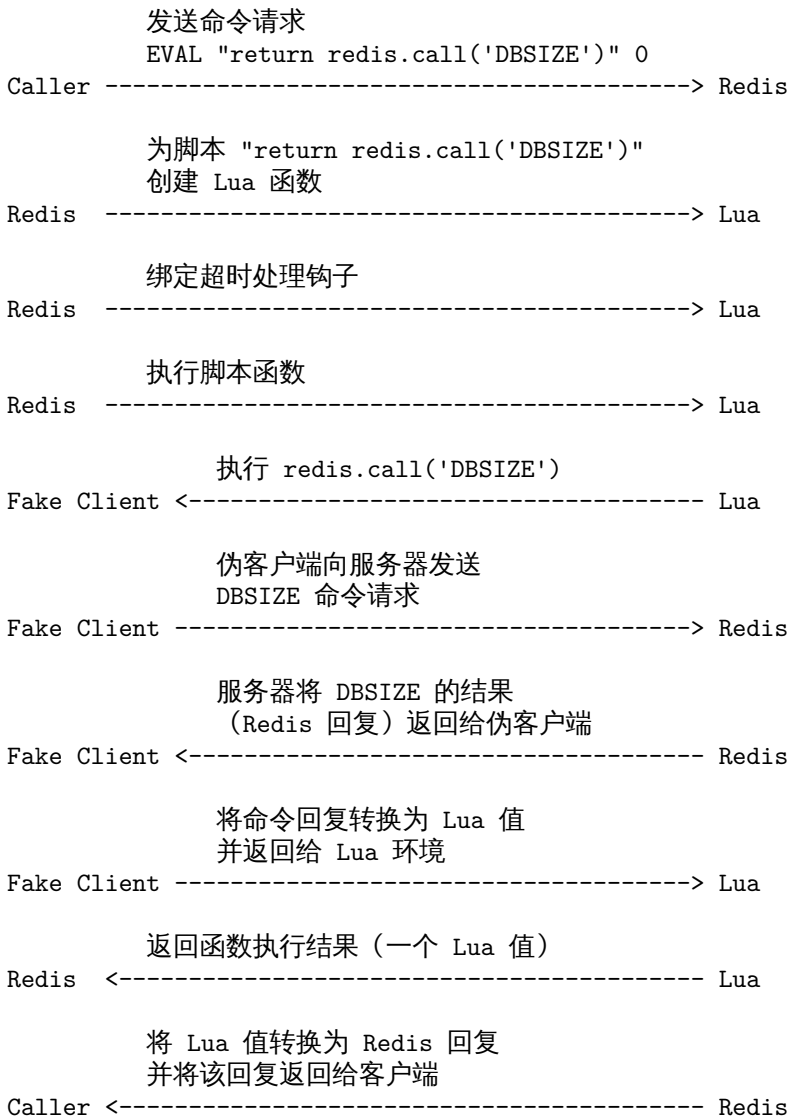 发送命令请求
EVAL "return redis.call('DBSIZE')" 0
Caller ------------------------------------------> Redis
为脚本 "return redis.call('DBSIZE')"
创建 Lua 函数
Redis  ------------------------------------------> Lua
绑定超时处理钩子
Redis  ------------------------------------------> Lua
执行脚本函数
Redis  ------------------------------------------> Lua
执行 redis.call('DBSIZE')
Fake Client <------------------------------------- Lua
伪客户端向服务器发送
DBSIZE 命令请求
Fake Client -------------------------------------> Redis
服务器将 DBSIZE 的结果
（Redis 回复）返回给伪客户端
Fake Client <------------------------------------- Redis
将命令回复转换为 Lua 值
并返回给 Lua 环境
Fake Client -------------------------------------> Lua
返回函数执行结果（一个 Lua 值）
Redis  <------------------------------------------ Lua
将 Lua 值转换为 Redis 回复
并将该回复返回给客户端
Caller <------------------------------------------ Redis